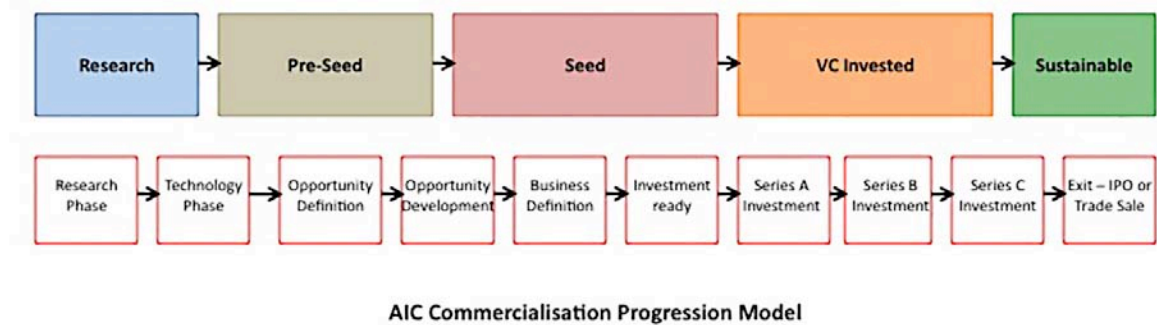 Research
Pre-Seed
Seed
VC Invested
Sustainable
Research
Phase
Technology
Phase
Opportunity
Definition
Opportunity
Development
Business
Definition
Investment
ready
Series A
Investment
Series B
Investment
Series C
Investment
Exit – IPO or
Trade Sale
AIC Commercialisation Progression Model